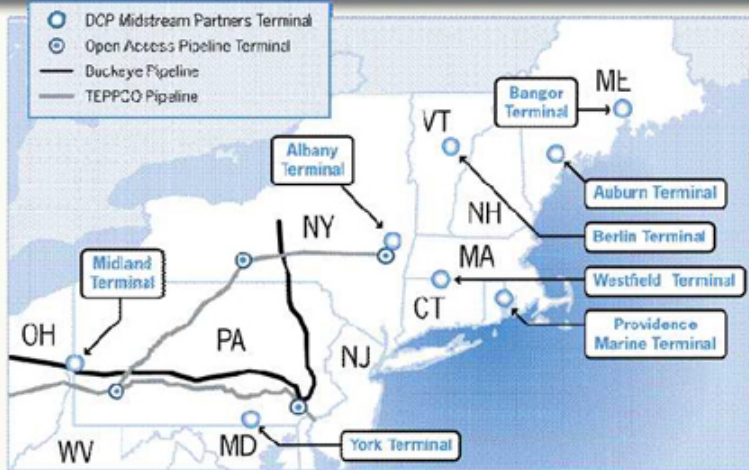 DCP Midstream Partners Terminal
Open Access Pipeline Terminal
Buckeye Pipeline
TEPPCO Pipeline
ME
Bangor
Terminal
VT
Albany
Terminal
Auburn Terminal
NH
NY
Berlin Terminal
MA
Midland
Terminal
Westfield Terminal
CT
OH
PA
NJ
Providence
Marine Terminal
WV
MD
York Terminal